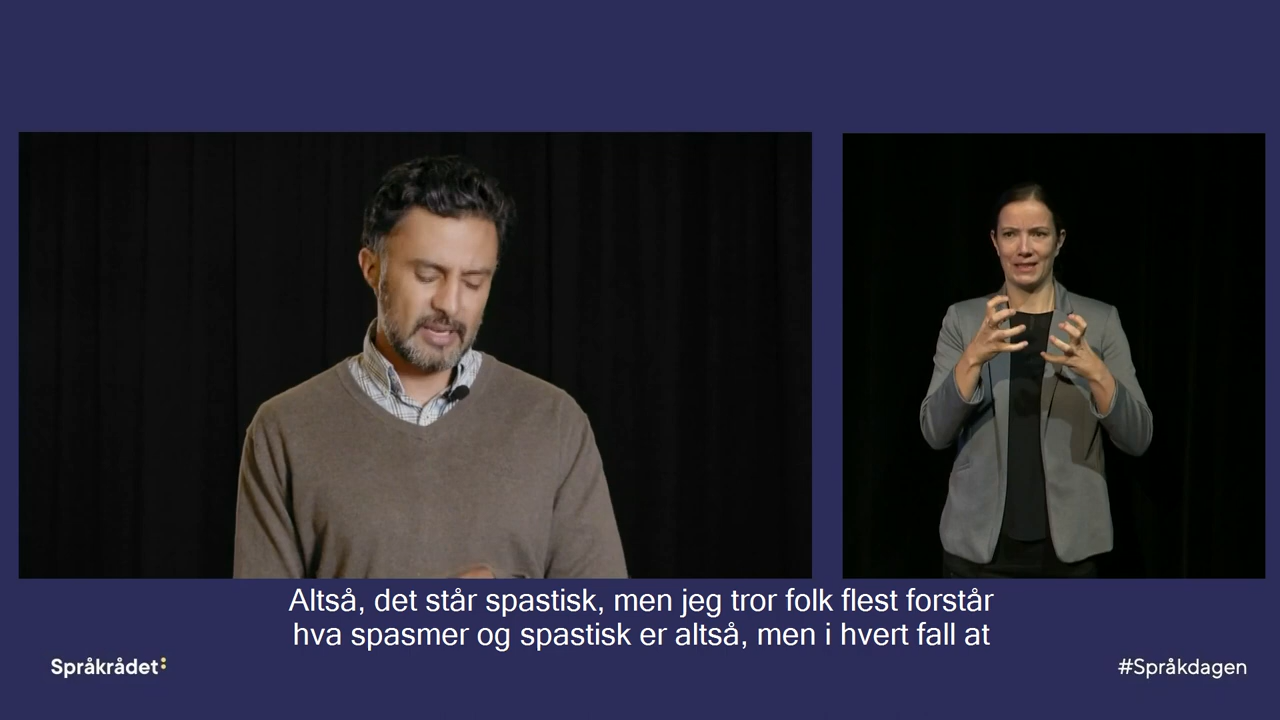 Altså, det står spastisk, men jeg tror folk flest forstår
hva spasmer og spastisk er altså, men i hvert fall at
Språkrådet:
#Språkdagen